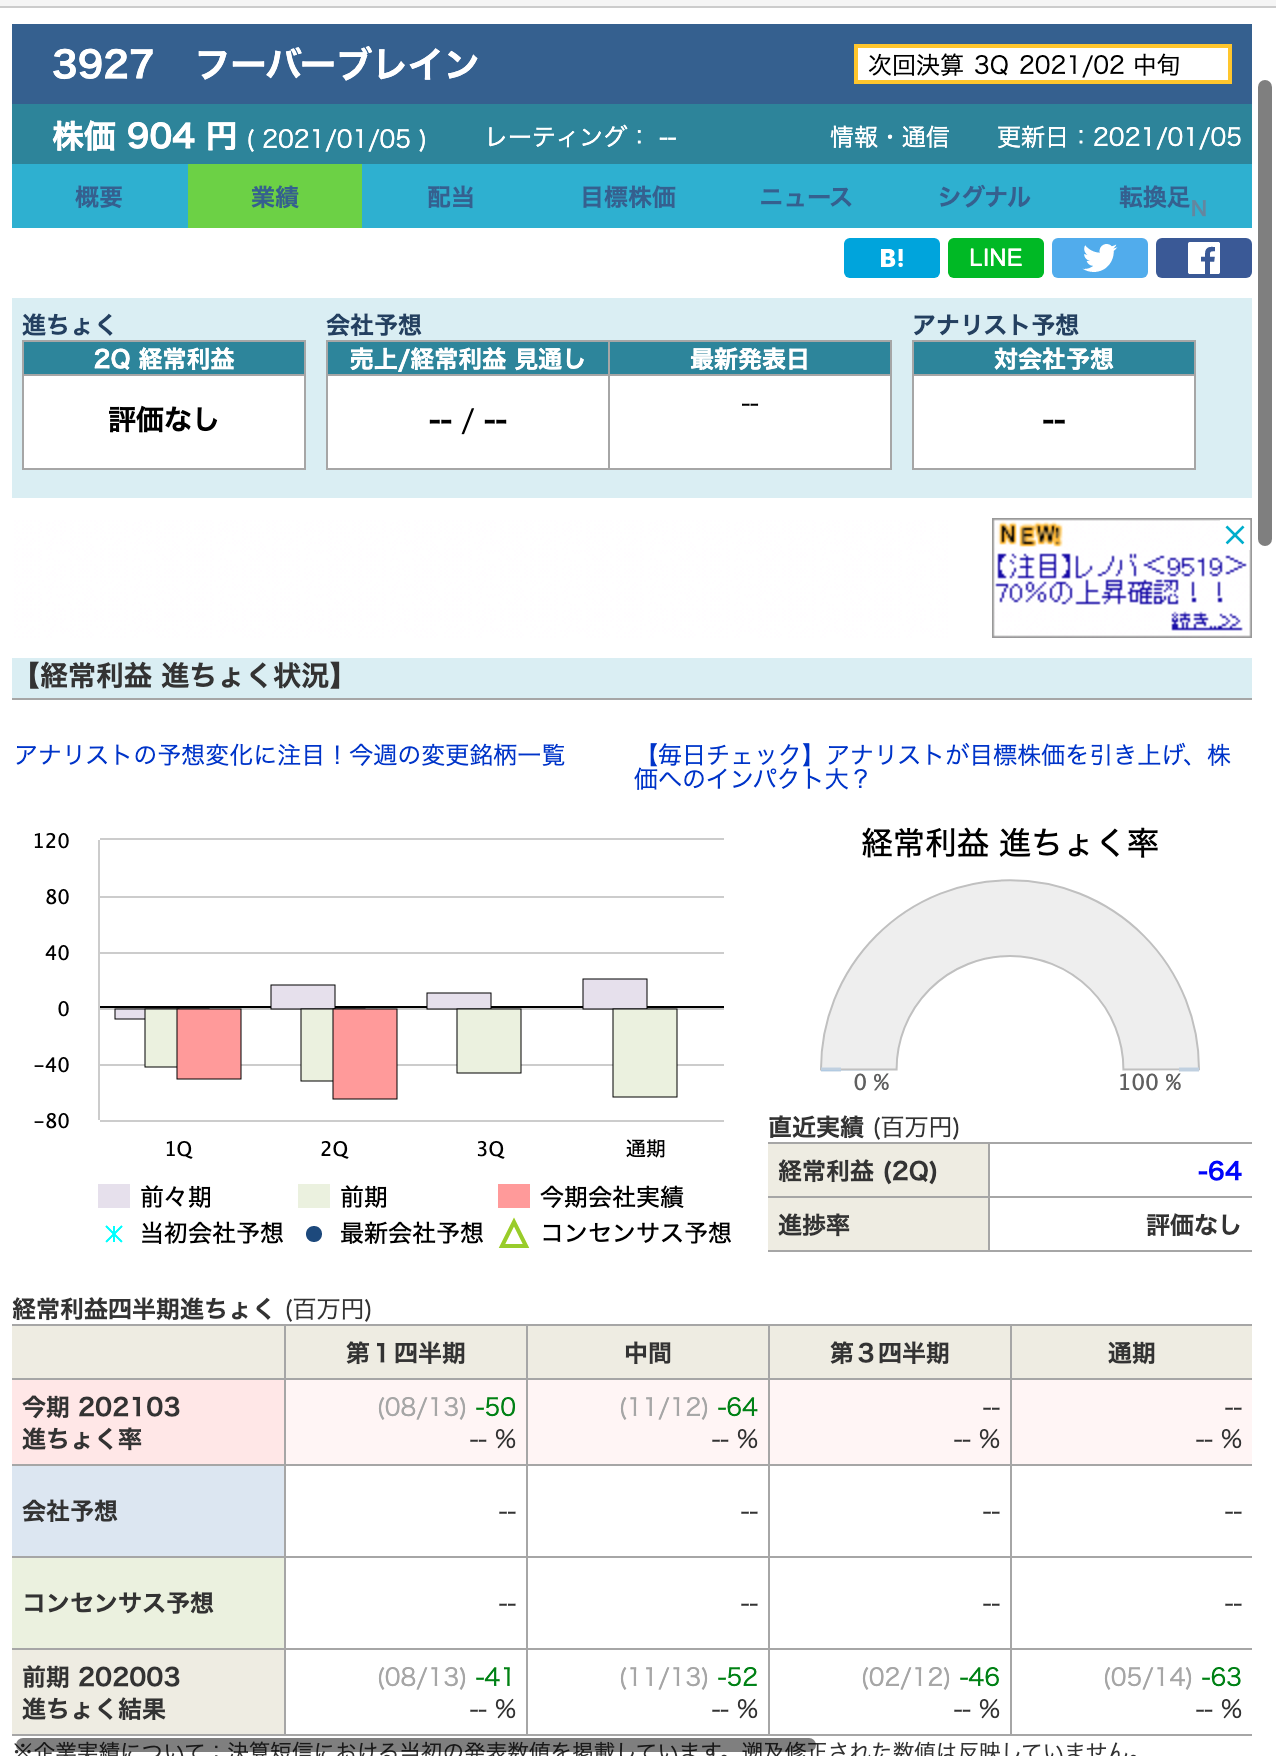 3927　フーバーブレイン
次回決算 3Q 2021/02 中旬
株価 904 円 ( 2021/01/05 )　レーティング： --　情報・通信　更新日：2021/01/05
概要　業績　配当　目標株価　ニュース　シグナル　転換足N
B!　LINE
進ちょく　会社予想　アナリスト予想
2Q 経常利益　売上/経常利益 見通し　最新発表日　対会社予想
評価なし　-- / --　--　--
NEW!
【注目】レノバ<9519>
70%の上昇確認！！
続き..>>
【経常利益 進ちょく状況】
アナリストの予想変化に注目！今週の変更銘柄一覧
【毎日チェック】アナリストが目標株価を引き上げ、株
価へのインパクト大？
120
80
40
0
-40
-80
1Q　2Q　3Q　通期
前々期　前期　今期会社実績
当初会社予想　最新会社予想　コンセンサス予想
経常利益 進ちょく率
0 %　100 %
直近実績 (百万円)
経常利益 (2Q)　-64
進捗率　評価なし
経常利益四半期進ちょく (百万円)
第１四半期　中間　第３四半期　通期
今期 202103　(08/13) -50　(11/12) -64　--　--
進ちょく率　-- %　-- %　-- %　-- %
会社予想　--　--　--　--
コンセンサス予想　--　--　--　--
前期 202003　(08/13) -41　(11/13) -52　(02/12) -46　(05/14) -63
進ちょく結果　-- %　-- %　-- %　-- %
※企業実績について：決算短信における当初の発表数値を掲載しています。遡及修正された数値は反映していません。